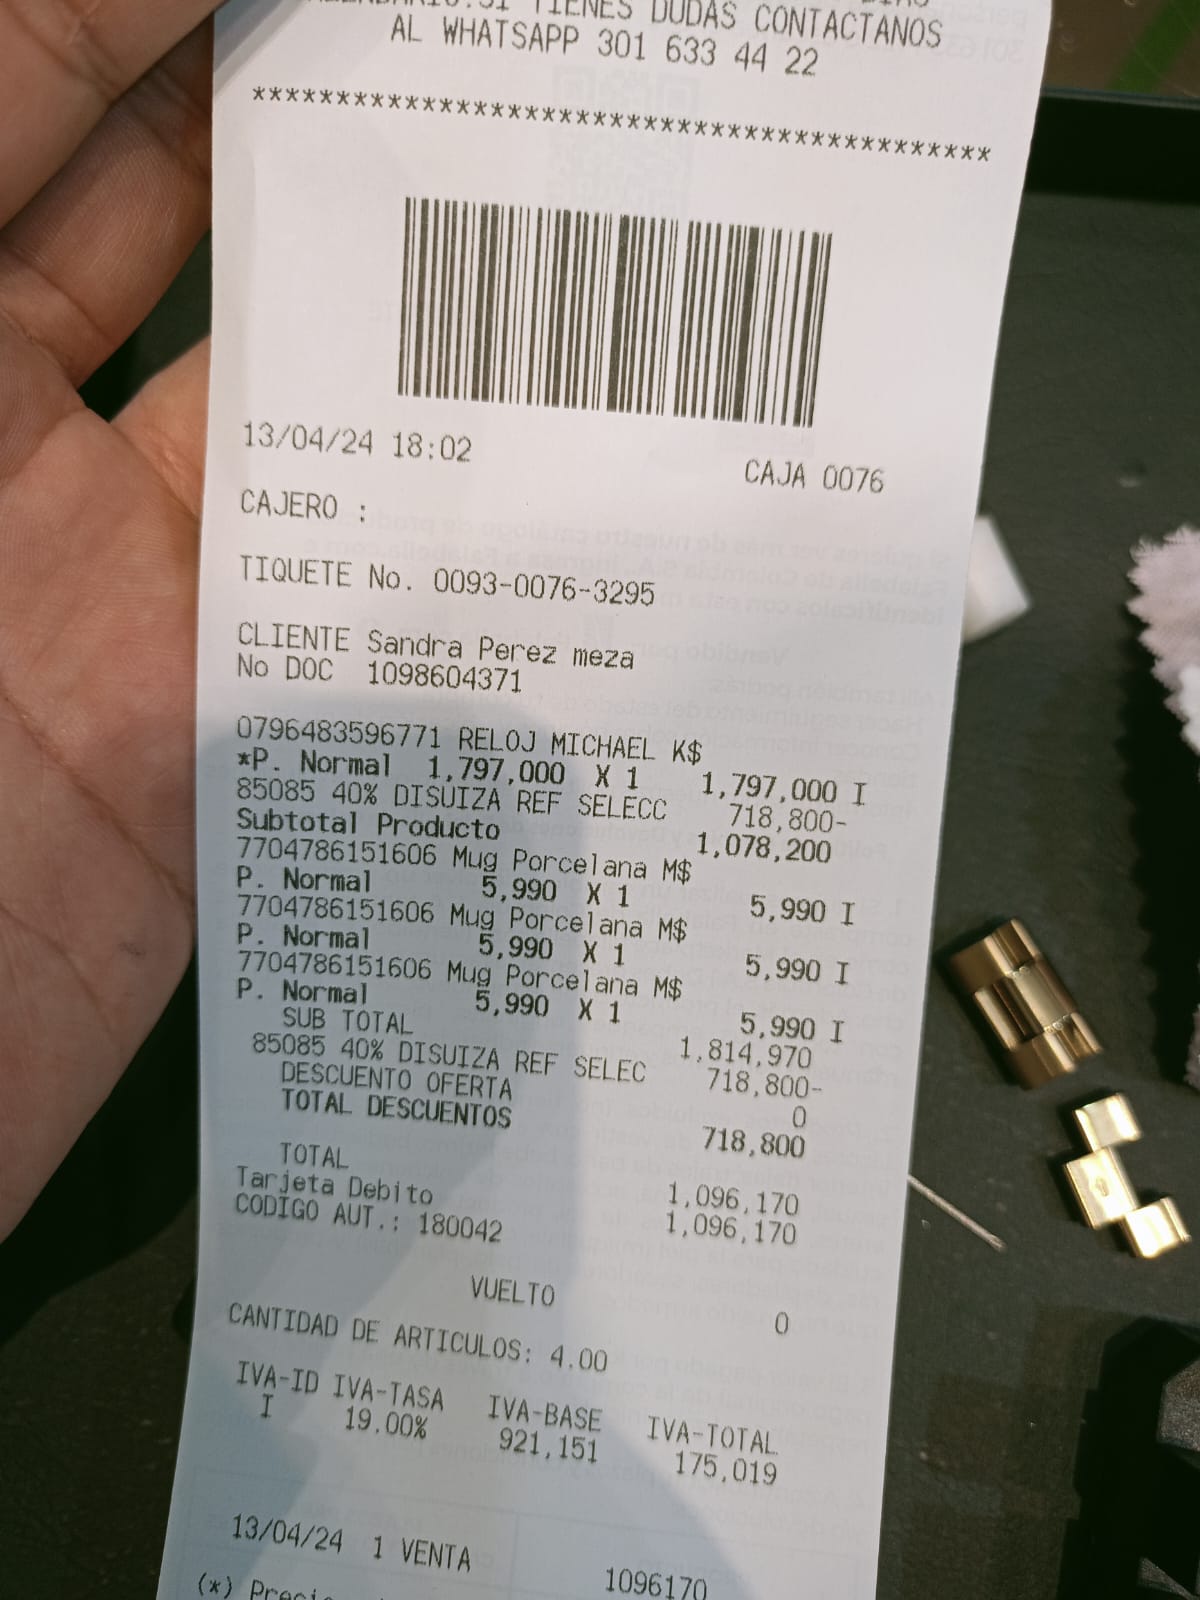 TIENES DUDAS CONTACTANOS
AL WHATSAPP 301 633 44 22
*********************************************
13/04/24 18:02 CAJA 0076
CAJERO :
TIQUETE No. 0093-0076-3295
CLIENTE Sandra Perez meza
No DOC 1098604371
0796483596771 RELOJ MICHAEL K$
*P. Normal 1,797,000 X 1 1,797,000 I
85085 40% DISUIZA REF SELECC 718,800-
Subtotal Producto 1,078,200
7704786151606 Mug Porcelana M$
P. Normal 5,990 X 1 5,990 I
7704786151606 Mug Porcelana M$
P. Normal 5,990 X 1 5,990 I
7704786151606 Mug Porcelana M$
P. Normal 5,990 X 1 5,990 I
SUB TOTAL 1,814,970
85085 40% DISUIZA REF SELEC 718,800-
DESCUENTO OFERTA 0
TOTAL DESCUENTOS 718,800
TOTAL 1,096,170
Tarjeta Debito 1,096,170
CODIGO AUT.: 180042
VUELTO 0
CANTIDAD DE ARTICULOS: 4.00
IVA-ID IVA-TASA IVA-BASE IVA-TOTAL
I 19.00% 921,151 175,019
13/04/24 1 VENTA 1096170
(*)